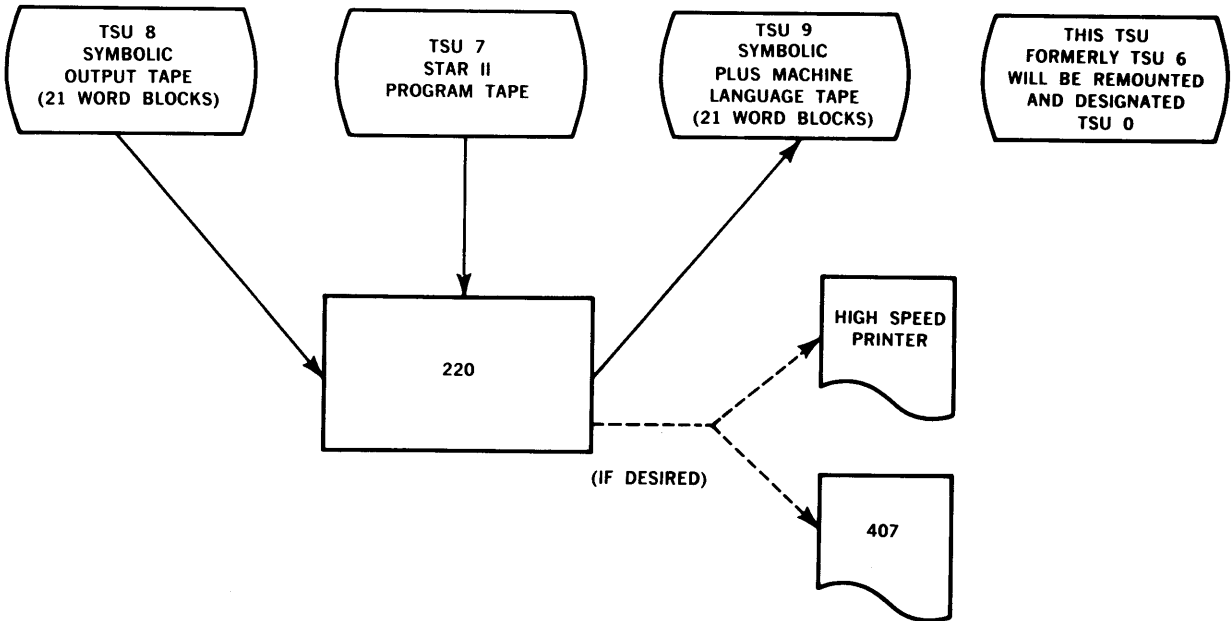 TSU 8
SYMBOLIC
OUTPUT TAPE
(21 WORD BLOCKS)
TSU 7
STAR II
PROGRAM TAPE
TSU 9
SYMBOLIC
PLUS MACHINE
LANGUAGE TAPE
(21 WORD BLOCKS)
THIS TSU
FORMERLY TSU 6
WILL BE REMOUNTED
AND DESIGNATED
TSU 0
HIGH SPEED
PRINTER
220
(IF DESIRED)
407